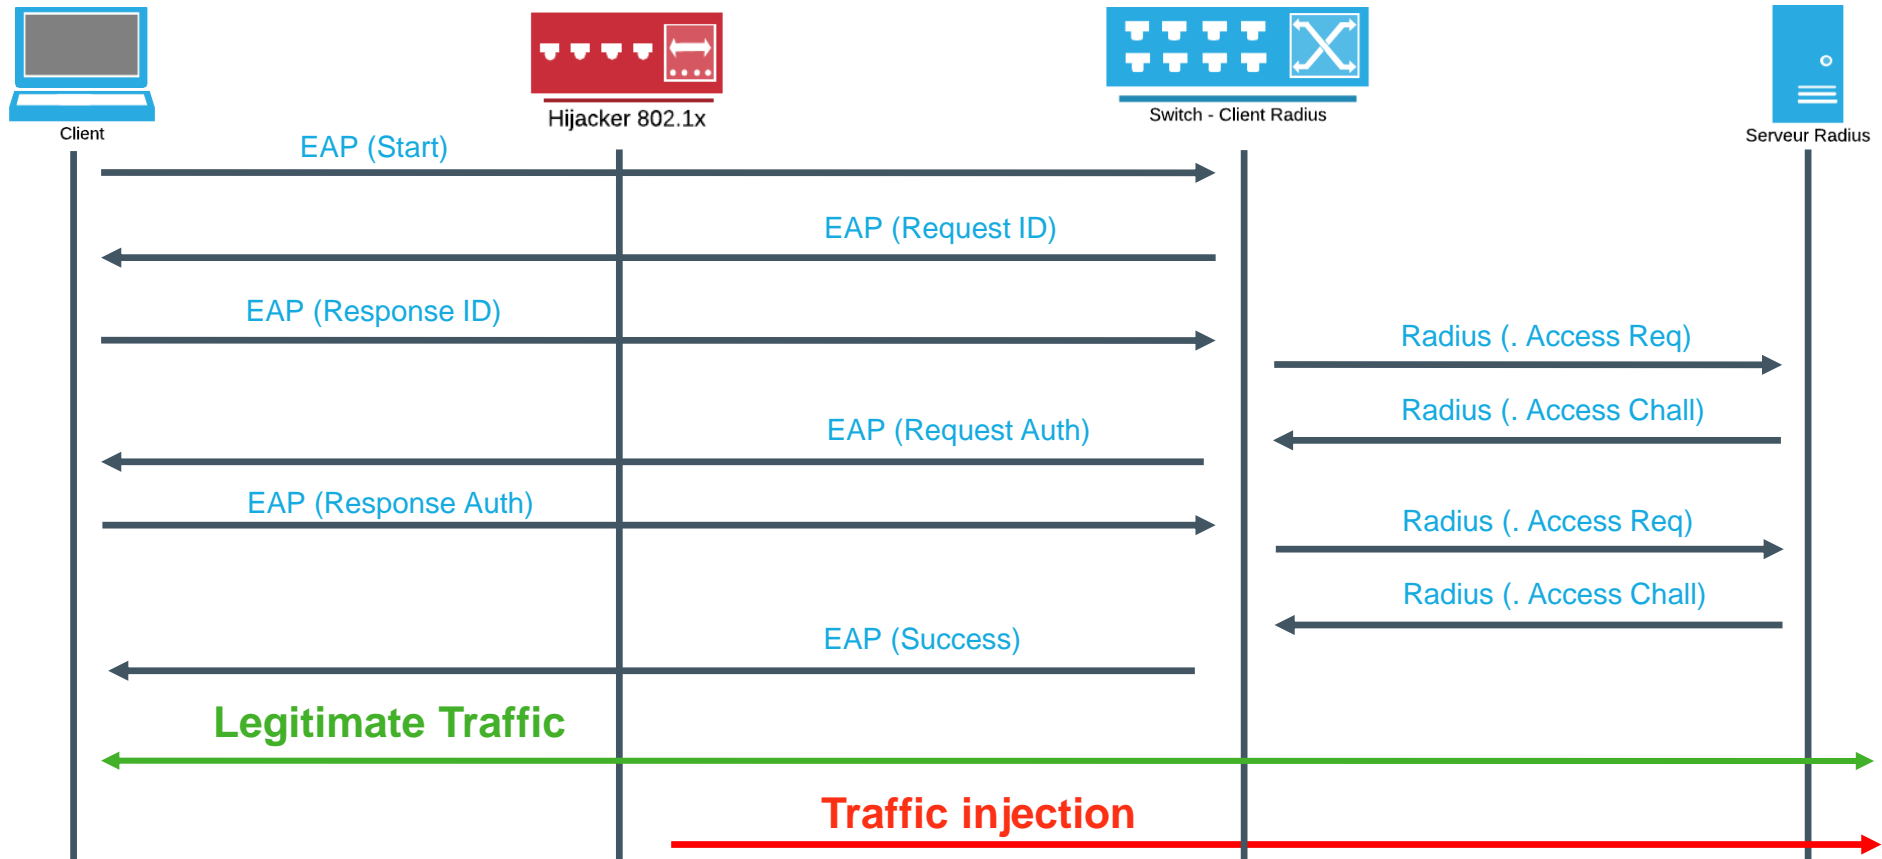 Client
Hijacker 802.1x
Switch - Client Radius
Serveur Radius
EAP (Start)
EAP (Request ID)
EAP (Response ID)
Radius (. Access Req)
Radius (. Access Chall)
EAP (Request Auth)
EAP (Response Auth)
Radius (. Access Req)
Radius (. Access Chall)
EAP (Success)
Legitimate Traffic
Traffic injection